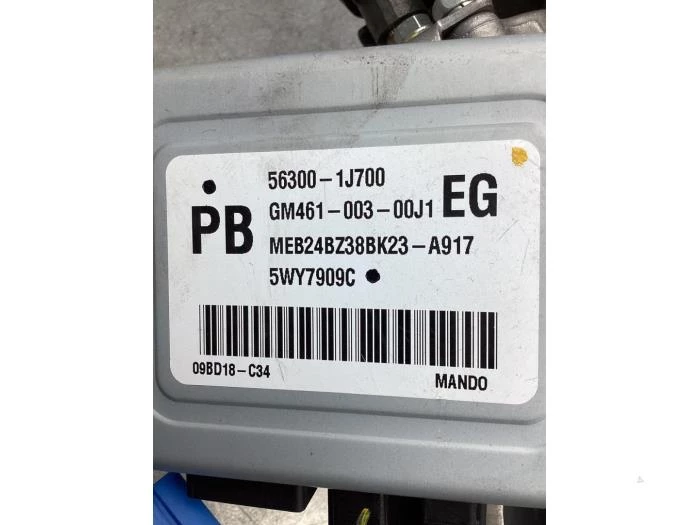 56300-1J700
PB GM461-003-00J1 EG
MEB24BZ38BK23-A917
5WY7909C
09BD18-C34 MANDO